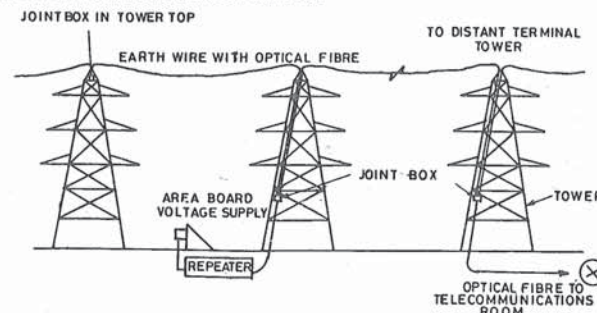 JOINT BOX IN TOWER TOP
EARTH WIRE WITH OPTICAL FIBRE
TO DISTANT TERMINAL
TOWER
JOINT BOX
AREA BOARD
VOLTAGE SUPPLY
TOWER
REPEATER
OPTICAL FIBRE TO
TELECOMMUNICATIONS
ROOM